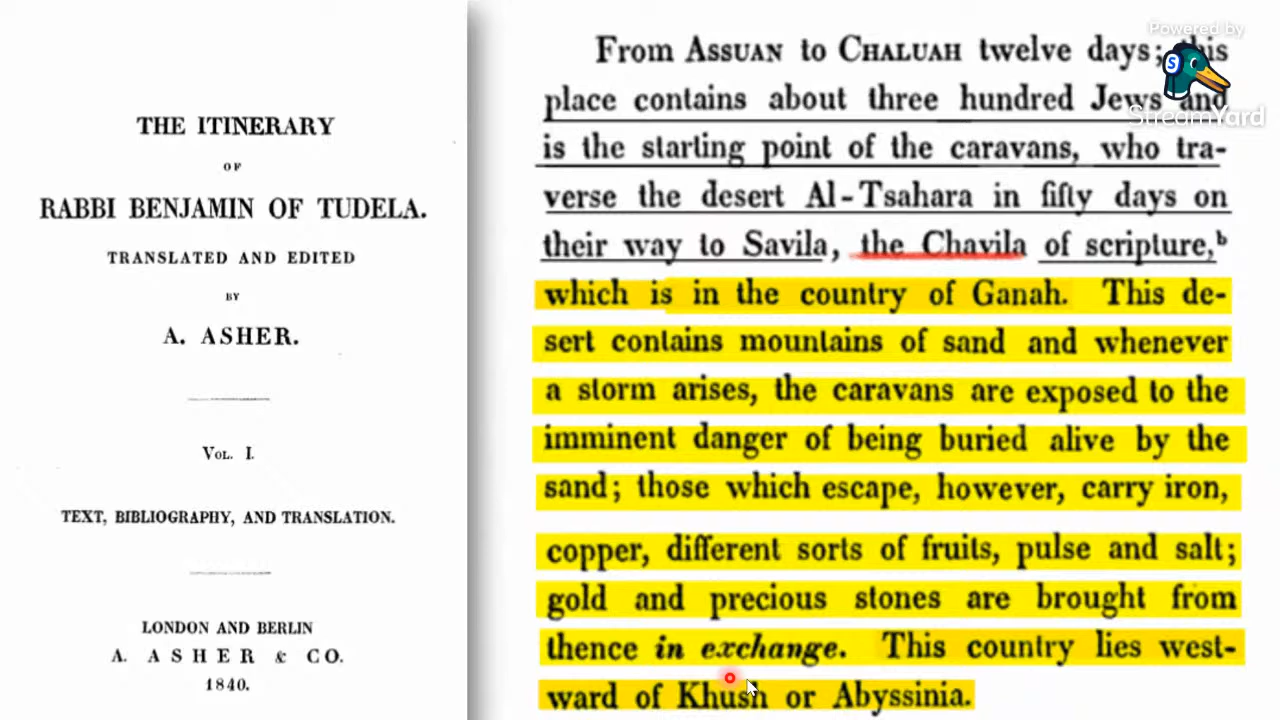 THE ITINERARY
OF
RABBI BENJAMIN OF TUDELA.
TRANSLATED AND EDITED
BY
A. ASHER.
VOL. I.
TEXT, BIBLIOGRAPHY, AND TRANSLATION.
LONDON AND BERLIN
A. ASHER & CO.
1840.
From ASSUAN to CHALUAH twelve days; this
place contains about three hundred Jews and
is the starting point of the caravans, who tra-
verse the desert Al-Tsahara in fifty days on
their way to Savila, the Chavila of scripture,ᵇ
which is in the country of Ganah. This de-
sert contains mountains of sand and whenever
a storm arises, the caravans are exposed to the
imminent danger of being buried alive by the
sand; those which escape, however, carry iron,
copper, different sorts of fruits, pulse and salt;
gold and precious stones are brought from
thence in exchange. This country lies west-
ward of Khush or Abyssinia.
Powered by
S
StreamYard